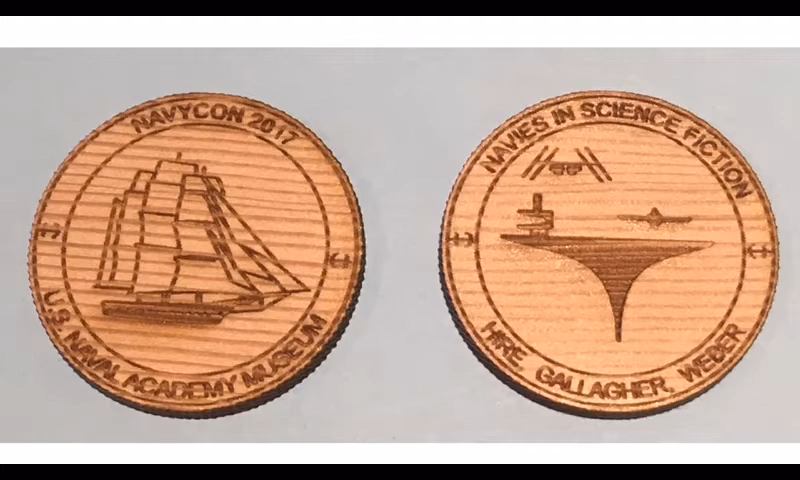 NAVYCON 2017
U.S. NAVAL ACADEMY MUSEUM
NAVIES IN SCIENCE FICTION
HIRE, GALLAGHER, WEBER